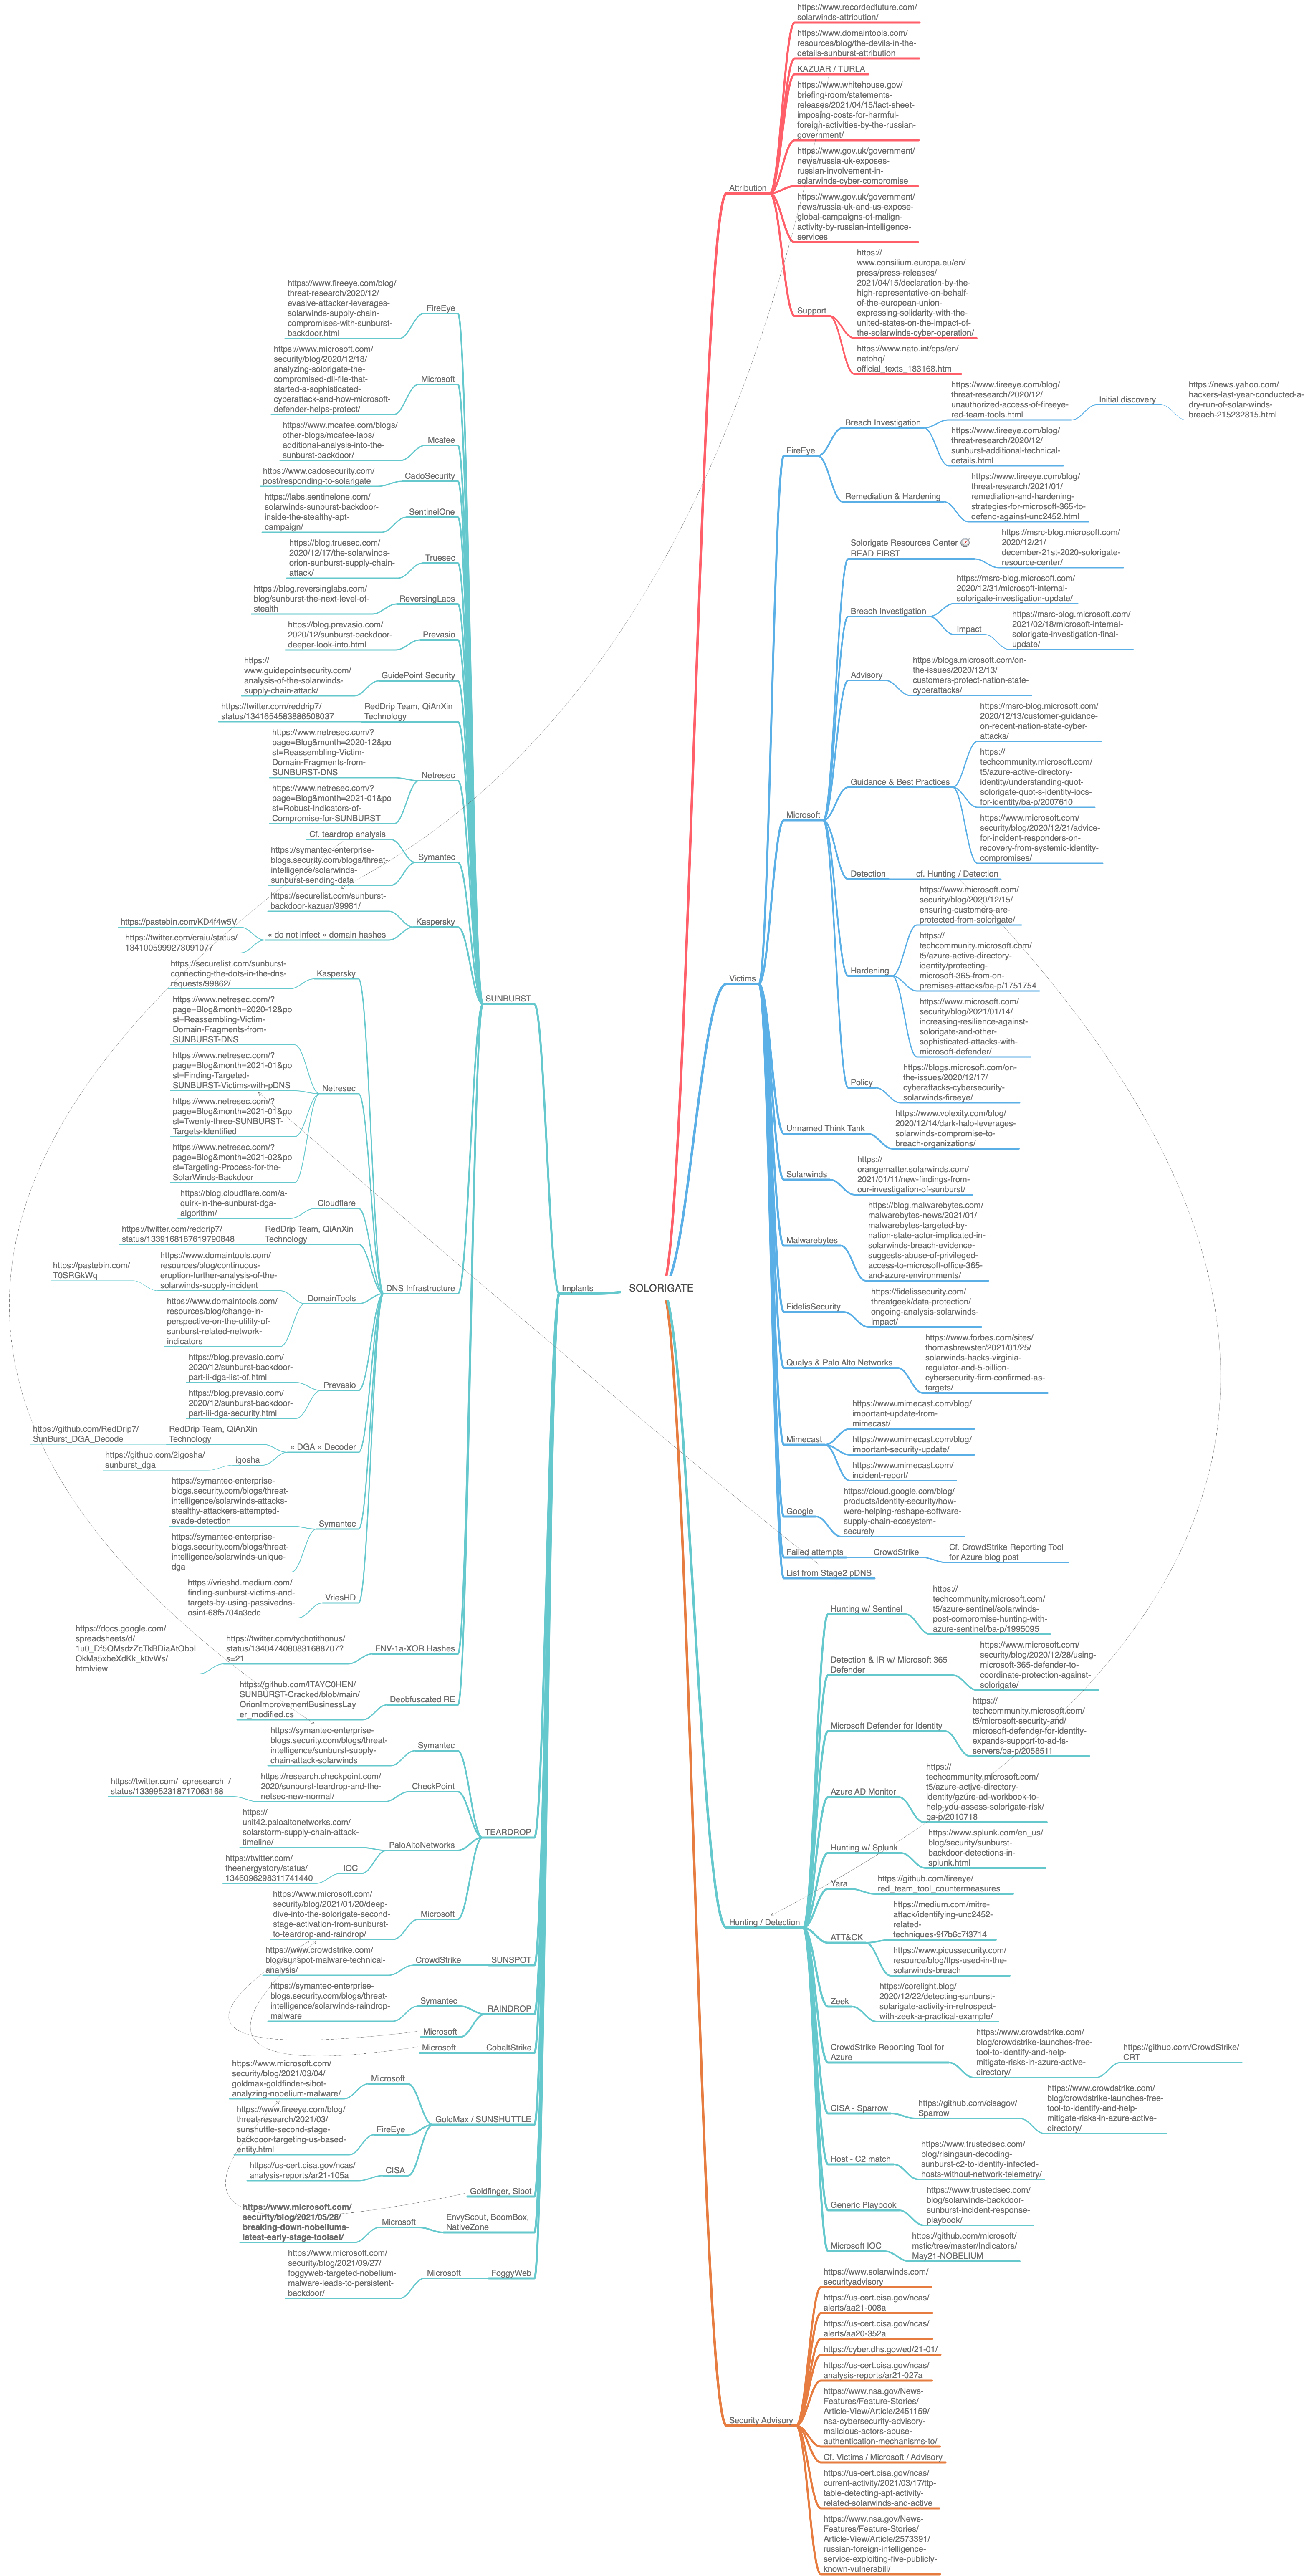 SOLORIGATE
Attribution
https://www.recordedfuture.com/
solarwinds-attribution/
https://www.domaintools.com/
resources/blog/the-devils-in-the-
details-sunburst-attribution
KAZUAR / TURLA
https://www.whitehouse.gov/
briefing-room/statements-
releases/2021/04/15/fact-sheet-
imposing-costs-for-harmful-
foreign-activities-by-the-russian-
government/
https://www.gov.uk/government/
news/russia-uk-exposes-
russian-involvement-in-
solarwinds-cyber-compromise
https://www.gov.uk/government/
news/russia-uk-and-us-expose-
global-campaigns-of-malign-
activity-by-russian-intelligence-
services
Support
https://
www.consilium.europa.eu/en/
press/press-releases/
2021/04/15/declaration-by-the-
high-representative-on-behalf-
of-the-european-union-
expressing-solidarity-with-the-
united-states-on-the-impact-of-
the-solarwinds-cyber-operation/
https://www.nato.int/cps/en/
natohq/
official_texts_183168.htm
Victims
FireEye
Breach Investigation
https://www.fireeye.com/blog/
threat-research/2020/12/
unauthorized-access-of-fireeye-
red-team-tools.html
Initial discovery
https://news.yahoo.com/
hackers-last-year-conducted-a-
dry-run-of-solar-winds-
breach-215232815.html
https://www.fireeye.com/blog/
threat-research/2020/12/
sunburst-additional-technical-
details.html
Remediation & Hardening
https://www.fireeye.com/blog/
threat-research/2021/01/
remediation-and-hardening-
strategies-for-microsoft-365-to-
defend-against-unc2452.html
Microsoft
Solorigate Resources Center
READ FIRST
https://msrc-blog.microsoft.com/
2020/12/21/
december-21st-2020-solorigate-
resource-center/
Breach Investigation
https://msrc-blog.microsoft.com/
2020/12/31/microsoft-internal-
solorigate-investigation-update/
Impact
https://msrc-blog.microsoft.com/
2021/02/18/microsoft-internal-
solorigate-investigation-final-
update/
Advisory
https://blogs.microsoft.com/on-
the-issues/2020/12/13/
customers-protect-nation-state-
cyberattacks/
Guidance & Best Practices
https://msrc-blog.microsoft.com/
2020/12/13/customer-guidance-
on-recent-nation-state-cyber-
attacks/
https://
techcommunity.microsoft.com/
t5/azure-active-directory-
identity/understanding-quot-
solorigate-quot-s-identity-iocs-
for-identity/ba-p/2007610
https://www.microsoft.com/
security/blog/2020/12/21/advice-
for-incident-responders-on-
recovery-from-systemic-identity-
compromises/
Detection
cf. Hunting / Detection
Hardening
https://www.microsoft.com/
security/blog/2020/12/15/
ensuring-customers-are-
protected-from-solorigate/
https://
techcommunity.microsoft.com/
t5/azure-active-directory-
identity/protecting-
microsoft-365-from-on-
premises-attacks/ba-p/1751754
https://www.microsoft.com/
security/blog/2021/01/14/
increasing-resilience-against-
solorigate-and-other-
sophisticated-attacks-with-
microsoft-defender/
Policy
https://blogs.microsoft.com/on-
the-issues/2020/12/17/
cyberattacks-cybersecurity-
solarwinds-fireeye/
Unnamed Think Tank
https://www.volexity.com/blog/
2020/12/14/dark-halo-leverages-
solarwinds-compromise-to-
breach-organizations/
Solarwinds
https://
orangematter.solarwinds.com/
2021/01/11/new-findings-from-
our-investigation-of-sunburst/
Malwarebytes
https://blog.malwarebytes.com/
malwarebytes-news/2021/01/
malwarebytes-targeted-by-
nation-state-actor-implicated-in-
solarwinds-breach-evidence-
suggests-abuse-of-privileged-
access-to-microsoft-office-365-
and-azure-environments/
FidelisSecurity
https://fidelissecurity.com/
threatgeek/data-protection/
ongoing-analysis-solarwinds-
impact/
Qualys & Palo Alto Networks
https://www.forbes.com/sites/
thomasbrewster/2021/01/25/
solarwinds-hacks-virginia-
regulator-and-5-billion-
cybersecurity-firm-confirmed-as-
targets/
Mimecast
https://www.mimecast.com/blog/
important-update-from-
mimecast/
https://www.mimecast.com/blog/
important-security-update/
https://www.mimecast.com/
incident-report/
Google
https://cloud.google.com/blog/
products/identity-security/how-
were-helping-reshape-software-
supply-chain-ecosystem-
securely
Failed attempts
CrowdStrike
Cf. CrowdStrike Reporting Tool
for Azure blog post
List from Stage2 pDNS
Hunting / Detection
Hunting w/ Sentinel
https://
techcommunity.microsoft.com/
t5/azure-sentinel/solarwinds-
post-compromise-hunting-with-
azure-sentinel/ba-p/1995095
Detection & IR w/ Microsoft 365
Defender
https://www.microsoft.com/
security/blog/2020/12/28/using-
microsoft-365-defender-to-
coordinate-protection-against-
solorigate/
Microsoft Defender for Identity
https://
techcommunity.microsoft.com/
t5/microsoft-security-and/
microsoft-defender-for-identity-
expands-support-to-ad-fs-
servers/ba-p/2058511
Azure AD Monitor
https://
techcommunity.microsoft.com/
t5/azure-active-directory-
identity/azure-ad-workbook-to-
help-you-assess-solorigate-risk/
ba-p/2010718
Hunting w/ Splunk
https://www.splunk.com/en_us/
blog/security/sunburst-
backdoor-detections-in-
splunk.html
Yara
https://github.com/fireeye/
red_team_tool_countermeasures
ATT&CK
https://medium.com/mitre-
attack/identifying-unc2452-
related-
techniques-9f7b6c7f3714
https://www.picussecurity.com/
resource/blog/ttps-used-in-the-
solarwinds-breach
Zeek
https://corelight.blog/
2020/12/22/detecting-sunburst-
solarigate-activity-in-retrospect-
with-zeek-a-practical-example/
CrowdStrike Reporting Tool for
Azure
https://www.crowdstrike.com/
blog/crowdstrike-launches-free-
tool-to-identify-and-help-
mitigate-risks-in-azure-active-
directory/
https://github.com/CrowdStrike/
CRT
CISA - Sparrow
https://github.com/cisagov/
Sparrow
https://www.crowdstrike.com/
blog/crowdstrike-launches-free-
tool-to-identify-and-help-
mitigate-risks-in-azure-active-
directory/
Host - C2 match
https://www.trustedsec.com/
blog/risingsun-decoding-
sunburst-c2-to-identify-infected-
hosts-without-network-telemetry/
Generic Playbook
https://www.trustedsec.com/
blog/solarwinds-backdoor-
sunburst-incident-response-
playbook/
Microsoft IOC
https://github.com/microsoft/
mstic/tree/master/Indicators/
May21-NOBELIUM
Security Advisory
https://www.solarwinds.com/
securityadvisory
https://us-cert.cisa.gov/ncas/
alerts/aa21-008a
https://us-cert.cisa.gov/ncas/
alerts/aa20-352a
https://cyber.dhs.gov/ed/21-01/
https://us-cert.cisa.gov/ncas/
analysis-reports/ar21-027a
https://www.nsa.gov/News-
Features/Feature-Stories/
Article-View/Article/2451159/
nsa-cybersecurity-advisory-
malicious-actors-abuse-
authentication-mechanisms-to/
Cf. Victims / Microsoft / Advisory
https://us-cert.cisa.gov/ncas/
current-activity/2021/03/17/ttp-
table-detecting-apt-activity-
related-solarwinds-and-active
https://www.nsa.gov/News-
Features/Feature-Stories/
Article-View/Article/2573391/
russian-foreign-intelligence-
service-exploiting-five-publicly-
known-vulnerabili/
Implants
SUNBURST
FireEye
https://www.fireeye.com/blog/
threat-research/2020/12/
evasive-attacker-leverages-
solarwinds-supply-chain-
compromises-with-sunburst-
backdoor.html
Microsoft
https://www.microsoft.com/
security/blog/2020/12/18/
analyzing-solorigate-the-
compromised-dll-file-that-
started-a-sophisticated-
cyberattack-and-how-microsoft-
defender-helps-protect/
Mcafee
https://www.mcafee.com/blogs/
other-blogs/mcafee-labs/
additional-analysis-into-the-
sunburst-backdoor/
CadoSecurity
https://www.cadosecurity.com/
post/responding-to-solarigate
SentinelOne
https://labs.sentinelone.com/
solarwinds-sunburst-backdoor-
inside-the-stealthy-apt-
campaign/
Truesec
https://blog.truesec.com/
2020/12/17/the-solarwinds-
orion-sunburst-supply-chain-
attack/
ReversingLabs
https://blog.reversinglabs.com/
blog/sunburst-the-next-level-of-
stealth
Prevasio
https://blog.prevasio.com/
2020/12/sunburst-backdoor-
deeper-look-into.html
GuidePoint Security
https://
www.guidepointsecurity.com/
analysis-of-the-solarwinds-
supply-chain-attack/
RedDrip Team, QiAnXin
Technology
https://twitter.com/reddrip7/
status/1341654583886508037
Netresec
https://www.netresec.com/?
page=Blog&month=2020-12&po
st=Reassembling-Victim-
Domain-Fragments-from-
SUNBURST-DNS
https://www.netresec.com/?
page=Blog&month=2021-01&po
st=Robust-Indicators-of-
Compromise-for-SUNBURST
Symantec
Cf. teardrop analysis
https://symantec-enterprise-
blogs.security.com/blogs/threat-
intelligence/solarwinds-
sunburst-sending-data
Kaspersky
https://securelist.com/sunburst-
backdoor-kazuar/99981/
« do not infect » domain hashes
https://pastebin.com/KD4f4w5V
https://twitter.com/craiu/status/
1341005999273091077
DNS Infrastructure
Kaspersky
https://securelist.com/sunburst-
connecting-the-dots-in-the-dns-
requests/99862/
Netresec
https://www.netresec.com/?
page=Blog&month=2020-12&po
st=Reassembling-Victim-
Domain-Fragments-from-
SUNBURST-DNS
https://www.netresec.com/?
page=Blog&month=2021-01&po
st=Finding-Targeted-
SUNBURST-Victims-with-pDNS
https://www.netresec.com/?
page=Blog&month=2021-01&po
st=Twenty-three-SUNBURST-
Targets-Identified
https://www.netresec.com/?
page=Blog&month=2021-02&po
st=Targeting-Process-for-the-
SolarWinds-Backdoor
Cloudflare
https://blog.cloudflare.com/a-
quirk-in-the-sunburst-dga-
algorithm/
RedDrip Team, QiAnXin
Technology
https://twitter.com/reddrip7/
status/1339168187619790848
DomainTools
https://www.domaintools.com/
resources/blog/continuous-
eruption-further-analysis-of-the-
solarwinds-supply-incident
https://pastebin.com/
T0SRGkWq
https://www.domaintools.com/
resources/blog/change-in-
perspective-on-the-utility-of-
sunburst-related-network-
indicators
Prevasio
https://blog.prevasio.com/
2020/12/sunburst-backdoor-
part-ii-dga-list-of.html
https://blog.prevasio.com/
2020/12/sunburst-backdoor-
part-iii-dga-security.html
« DGA » Decoder
RedDrip Team, QiAnXin
Technology
https://github.com/RedDrip7/
SunBurst_DGA_Decode
igosha
https://github.com/2igosha/
sunburst_dga
Symantec
https://symantec-enterprise-
blogs.security.com/blogs/threat-
intelligence/solarwinds-attacks-
stealthy-attackers-attempted-
evade-detection
https://symantec-enterprise-
blogs.security.com/blogs/threat-
intelligence/solarwinds-unique-
dga
VriesHD
https://vrieshd.medium.com/
finding-sunburst-victims-and-
targets-by-using-passivedns-
osint-68f5704a3cdc
FNV-1a-XOR Hashes
https://twitter.com/tychotithonus/
status/1340474080831688707?
s=21
https://docs.google.com/
spreadsheets/d/
1u0_Df5OMsdzZcTkBDiaAtObbl
OkMa5xbeXdKk_k0vWs/
htmlview
Deobfuscated RE
https://github.com/ITAYC0HEN/
SUNBURST-Cracked/blob/main/
OrionImprovementBusinessLay
er_modified.cs
TEARDROP
Symantec
https://symantec-enterprise-
blogs.security.com/blogs/threat-
intelligence/sunburst-supply-
chain-attack-solarwinds
CheckPoint
https://research.checkpoint.com/
2020/sunburst-teardrop-and-the-
netsec-new-normal/
https://twitter.com/_cpresearch_/
status/1339952318717063168
PaloAltoNetworks
https://
unit42.paloaltonetworks.com/
solarstorm-supply-chain-attack-
timeline/
IOC
https://twitter.com/
theenergystory/status/
1346096298311741440
Microsoft
https://www.microsoft.com/
security/blog/2021/01/20/deep-
dive-into-the-solorigate-second-
stage-activation-from-sunburst-
to-teardrop-and-raindrop/
SUNSPOT
CrowdStrike
https://www.crowdstrike.com/
blog/sunspot-malware-technical-
analysis/
RAINDROP
Symantec
https://symantec-enterprise-
blogs.security.com/blogs/threat-
intelligence/solarwinds-raindrop-
malware
Microsoft
CobaltStrike
Microsoft
GoldMax / SUNSHUTTLE
Microsoft
https://www.microsoft.com/
security/blog/2021/03/04/
goldmax-goldfinder-sibot-
analyzing-nobelium-malware/
FireEye
https://www.fireeye.com/blog/
threat-research/2021/03/
sunshuttle-second-stage-
backdoor-targeting-us-based-
entity.html
CISA
https://us-cert.cisa.gov/ncas/
analysis-reports/ar21-105a
Goldfinger, Sibot
EnvyScout, BoomBox,
NativeZone
Microsoft
https://www.microsoft.com/
security/blog/2021/05/28/
breaking-down-nobeliums-
latest-early-stage-toolset/
FoggyWeb
Microsoft
https://www.microsoft.com/
security/blog/2021/09/27/
foggyweb-targeted-nobelium-
malware-leads-to-persistent-
backdoor/